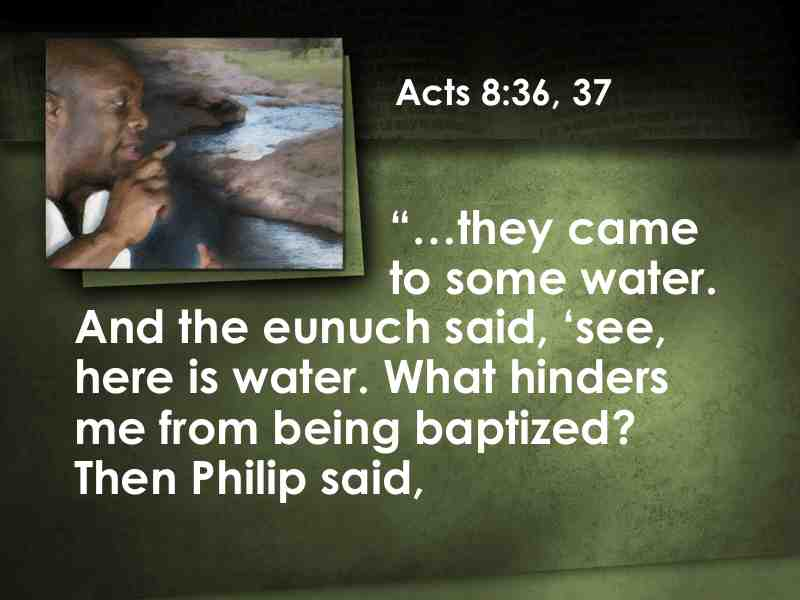 Acts 8:36, 37
“…they came
to some water.
And the eunuch said, ‘see,
here is water. What hinders
me from being baptized?
Then Philip said,